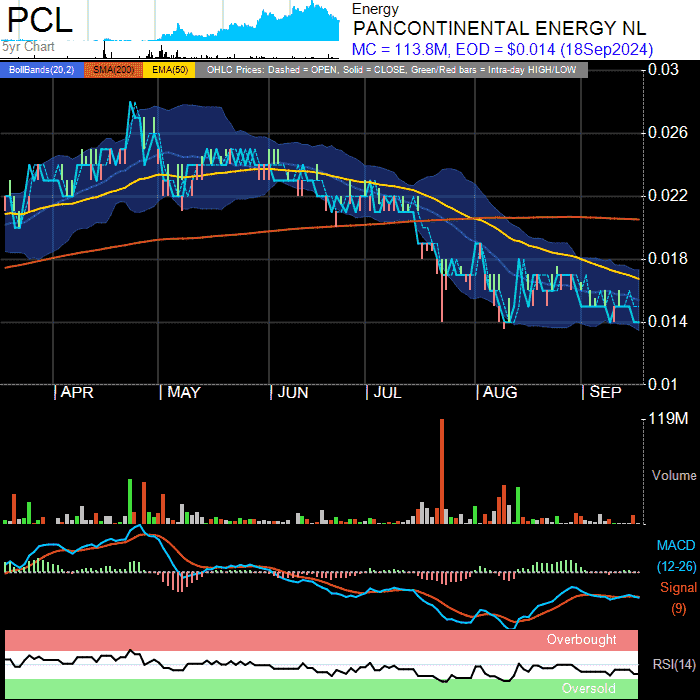 PCL
5yr Chart
Energy
PANCONTINENTAL ENERGY NL
MC = 113.8M, EOD = $0.014 (18Sep2024)
BollBands(20,2) SMA(200) EMA(50) OHLC Prices: Dashed = OPEN, Solid = CLOSE, Green/Red bars = Intra-day HIGH/LOW
0.03
0.026
0.022
0.018
0.014
0.01
APR MAY JUN JUL AUG SEP
119M
Volume
MACD
(12-26)
Signal
(9)
Overbought
RSI(14)
Oversold